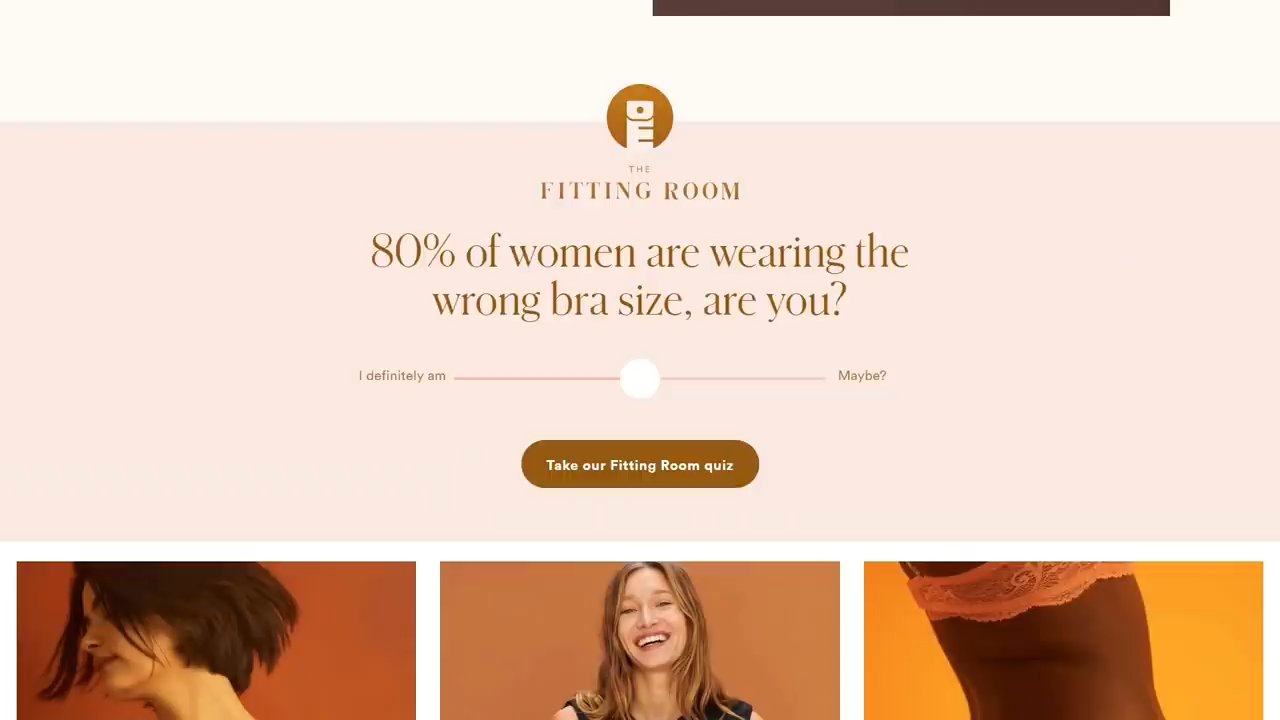 THE
FITTING ROOM
80% of women are wearing the
wrong bra size, are you?
I definitely am
Maybe?
Take our Fitting Room quiz